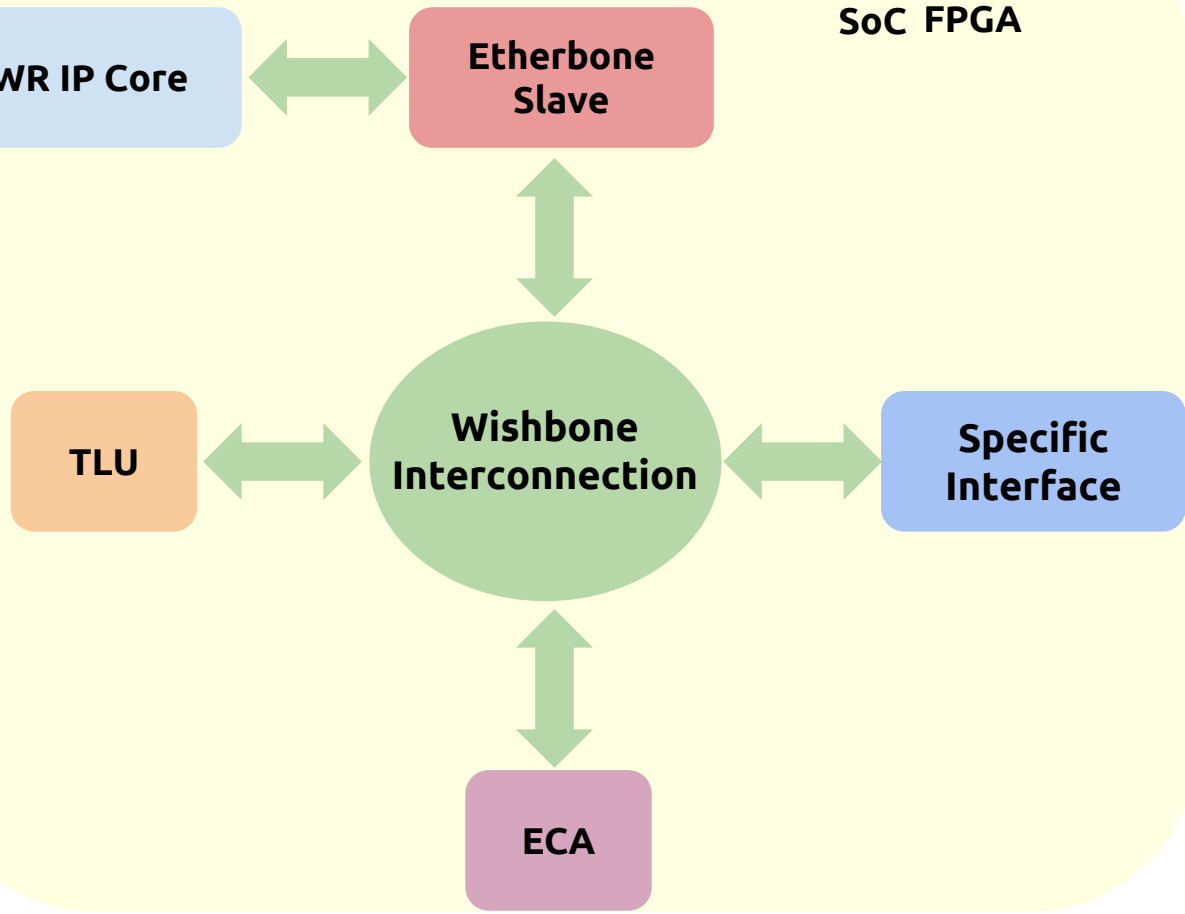 SoC FPGA
WR IP Core
Etherbone
Slave
Wishbone
Interconnection
TLU
Specific
Interface
ECA